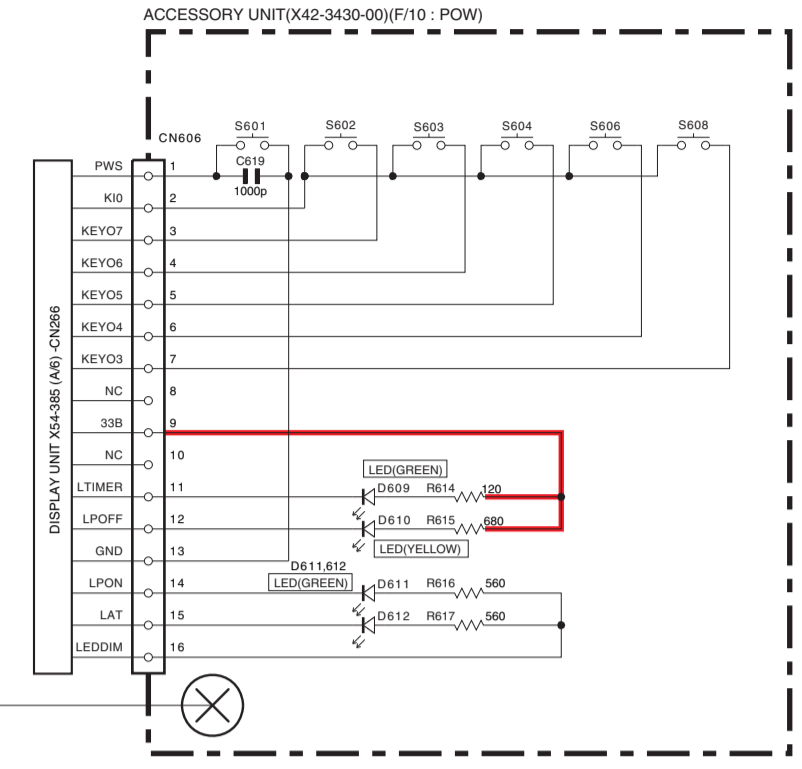 ACCESSORY UNIT(X42-3430-00)(F/10 : POW)
S601 S602 S603 S604 S606 S608
CN606
PWS 1 C619
1000p
KI0 2
KEYO7 3
KEYO6 4
KEYO5 5
KEYO4 6
KEYO3 7
NC 8
33B 9
NC 10
LED(GREEN)
LTIMER 11 D609 R614 120
LPOFF 12 D610 R615 680
LED(YELLOW)
GND 13
D611,612
LPON 14 LED(GREEN) D611 R616 560
LAT 15 D612 R617 560
LEDDIM 16
DISPLAY UNIT X54-385 (A/6) -CN266